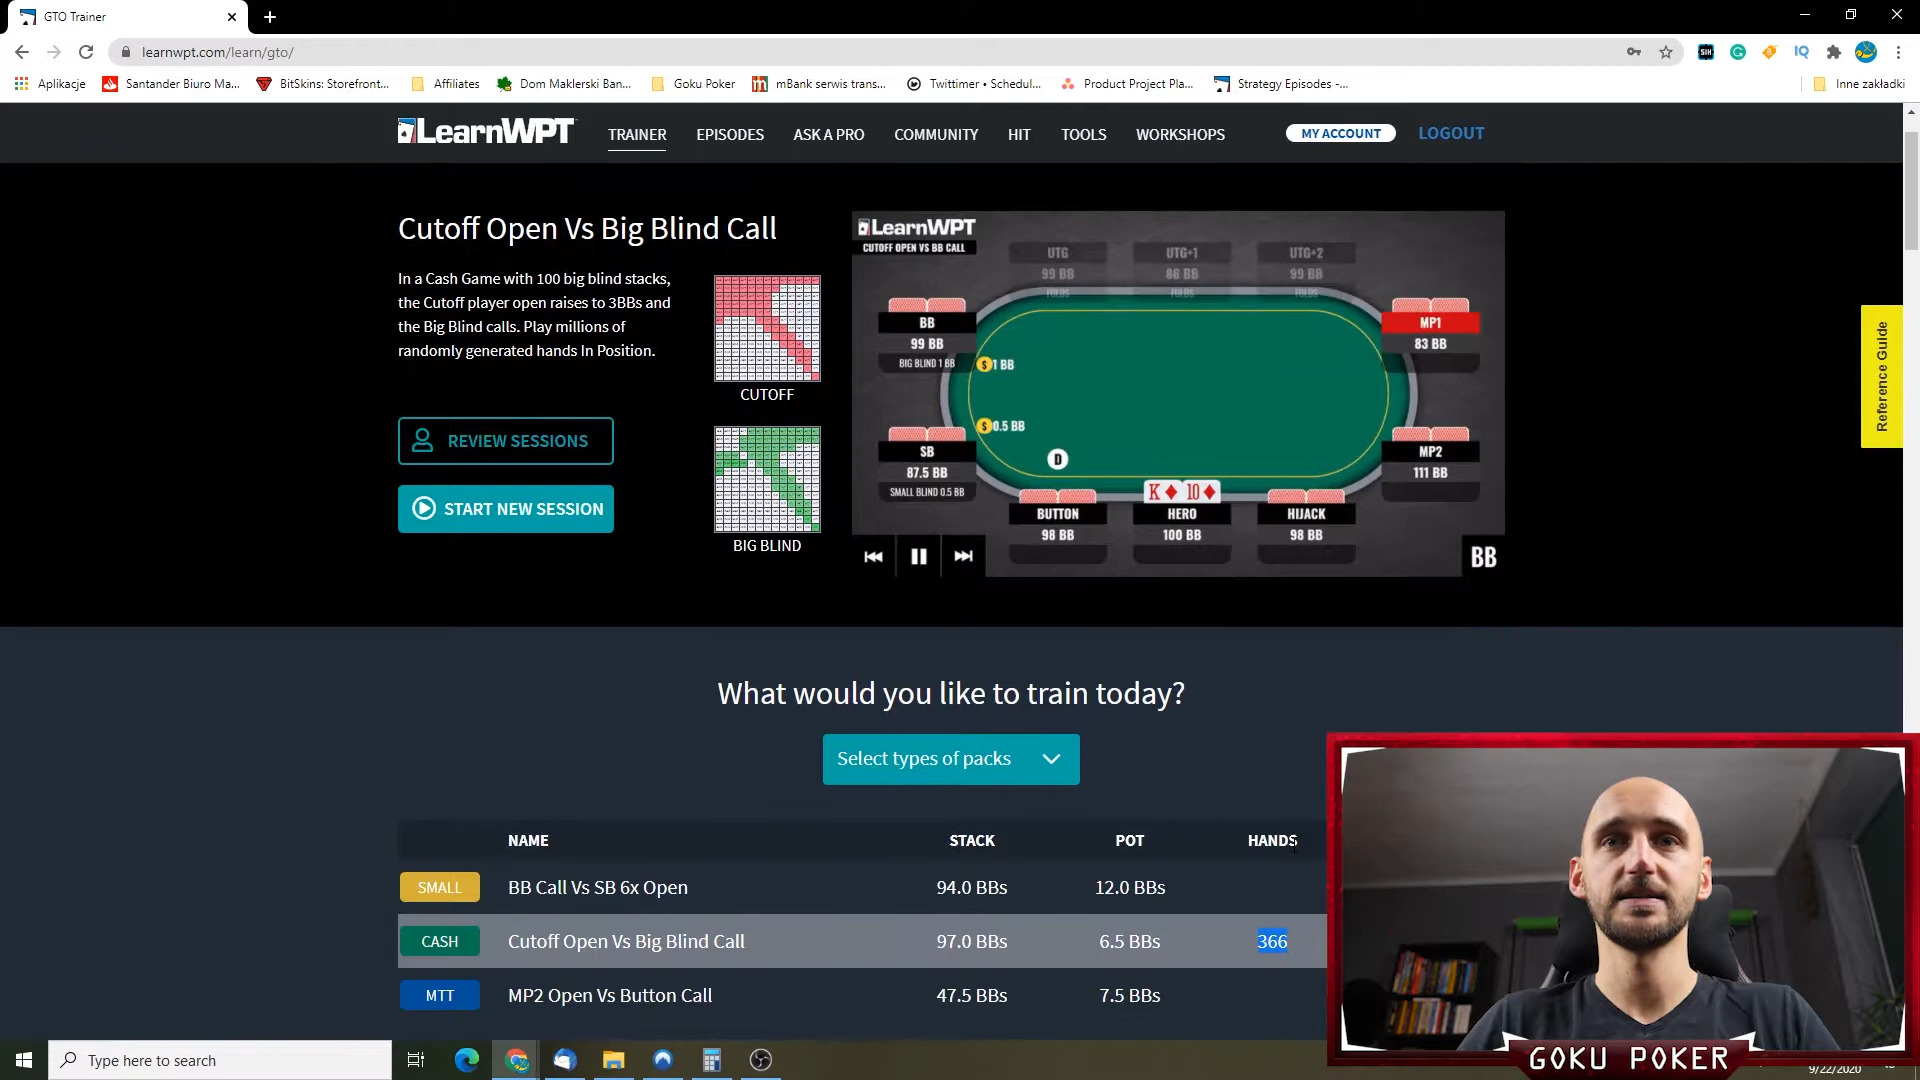 GTO Trainer
learnwpt.com/learn/gto/
Aplikacje
Santander Biuro Ma...
BitSkins: Storefront...
Affiliates
Dom Maklerski Ban...
Goku Poker
mBank serwis trans...
Twittimer • Schedul...
Product Project Pla...
Strategy Episodes -...
Inne zakładki
LearnWPT
TRAINER
EPISODES
ASK A PRO
COMMUNITY
HIT
TOOLS
WORKSHOPS
MY ACCOUNT
LOGOUT
Cutoff Open Vs Big Blind Call
In a Cash Game with 100 big blind stacks,
the Cutoff player open raises to 3BBs and
the Big Blind calls. Play millions of
randomly generated hands In Position.
REVIEW SESSIONS
START NEW SESSION
CUTOFF
BIG BLIND
LearnWPT
CUTOFF OPEN VS BB CALL
UTG
99 BB
FOLDS
UTG+1
86 BB
FOLDS
UTG+2
99 BB
FOLDS
BB
99 BB
BIG BLIND 1 BB
$ 1 BB
MP1
83 BB
SB
87.5 BB
SMALL BLIND 0.5 BB
$ 0.5 BB
D
MP2
111 BB
BUTTON
98 BB
K♦ 10♦
HERO
100 BB
HIJACK
98 BB
BB
Reference Guide
What would you like to train today?
Select types of packs
NAME STACK POT HANDS
SMALL BB Call Vs SB 6x Open 94.0 BBs 12.0 BBs
CASH Cutoff Open Vs Big Blind Call 97.0 BBs 6.5 BBs 366
MTT MP2 Open Vs Button Call 47.5 BBs 7.5 BBs
GOKU POKER
Type here to search
9/22/2020